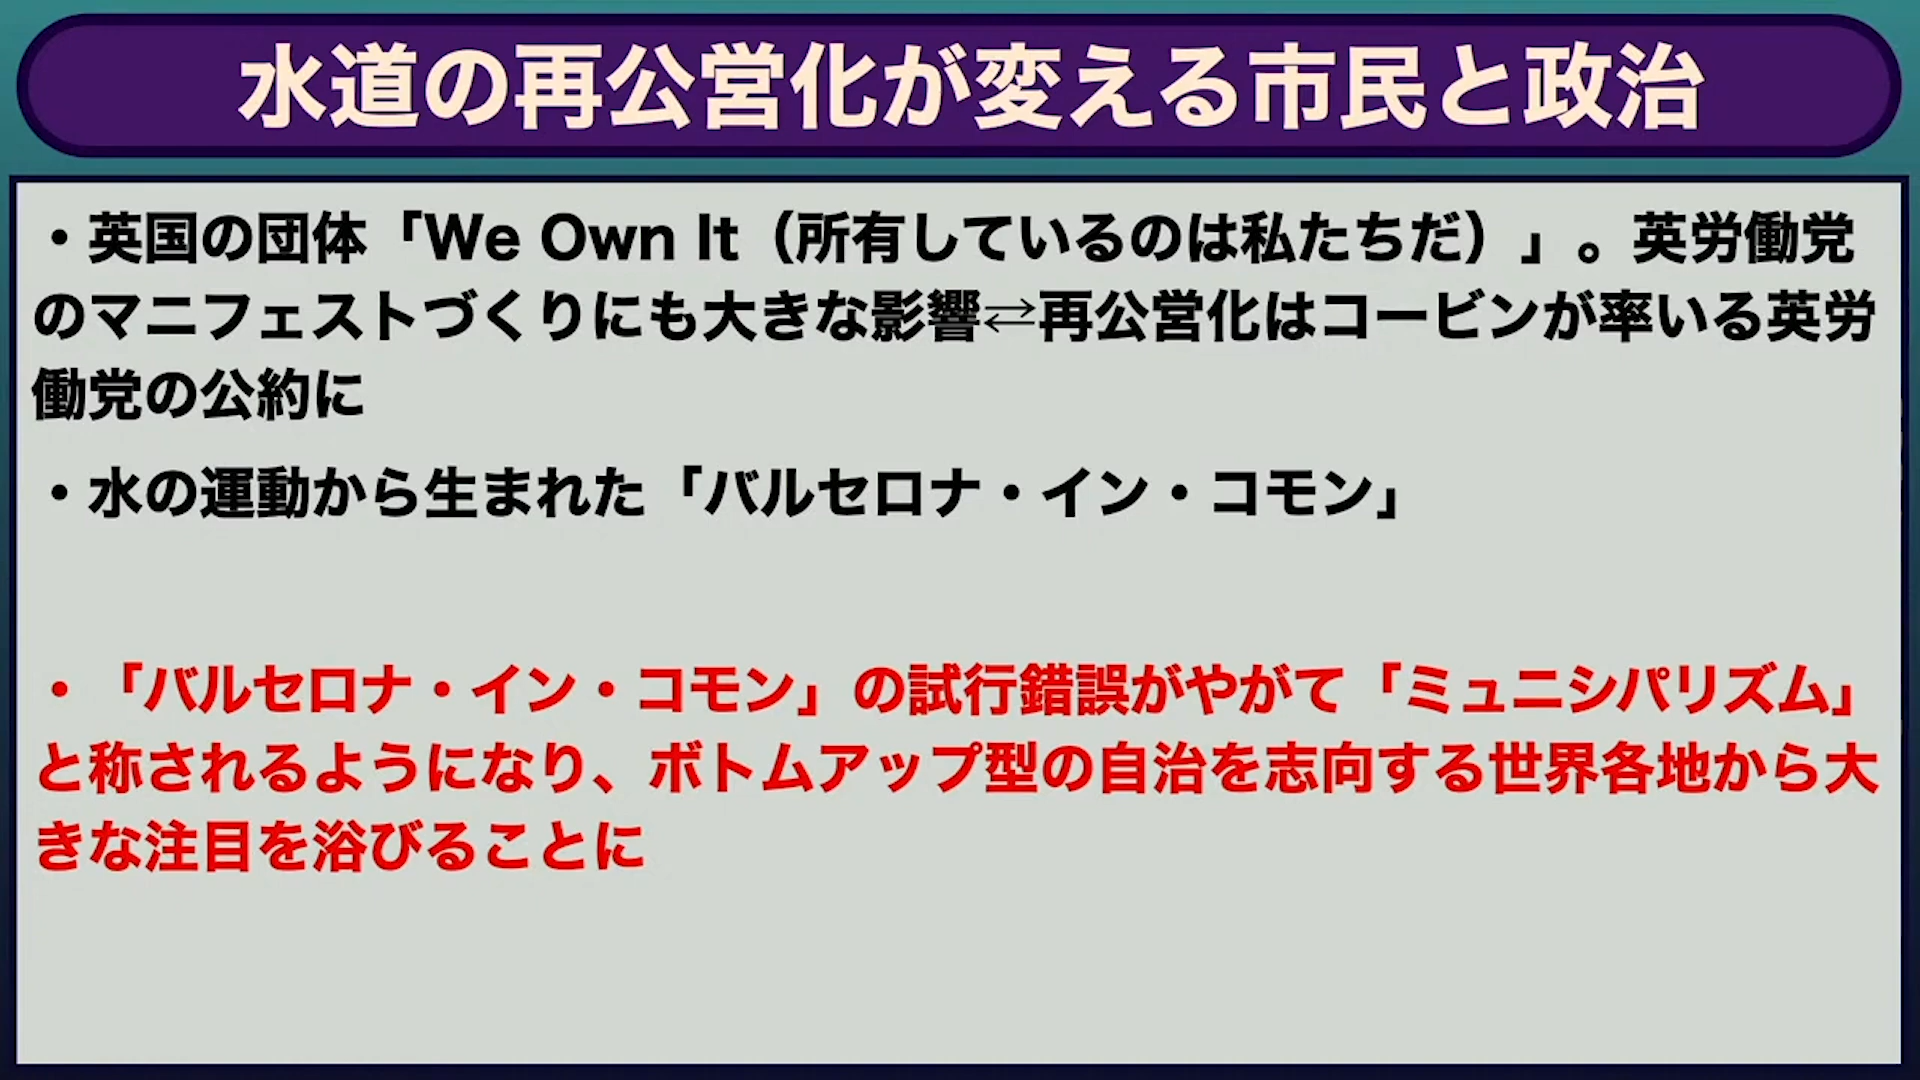 水道の再公営化が変える市民と政治
・英国の団体「We Own It（所有しているのは私たちだ）」。英労働党
のマニフェストづくりにも大きな影響⇄再公営化はコービンが率いる英労
働党の公約に
・水の運動から生まれた「バルセロナ・イン・コモン」
・「バルセロナ・イン・コモン」の試行錯誤がやがて「ミュニシパリズム」
と称されるようになり、ボトムアップ型の自治を志向する世界各地から大
きな注目を浴びることに